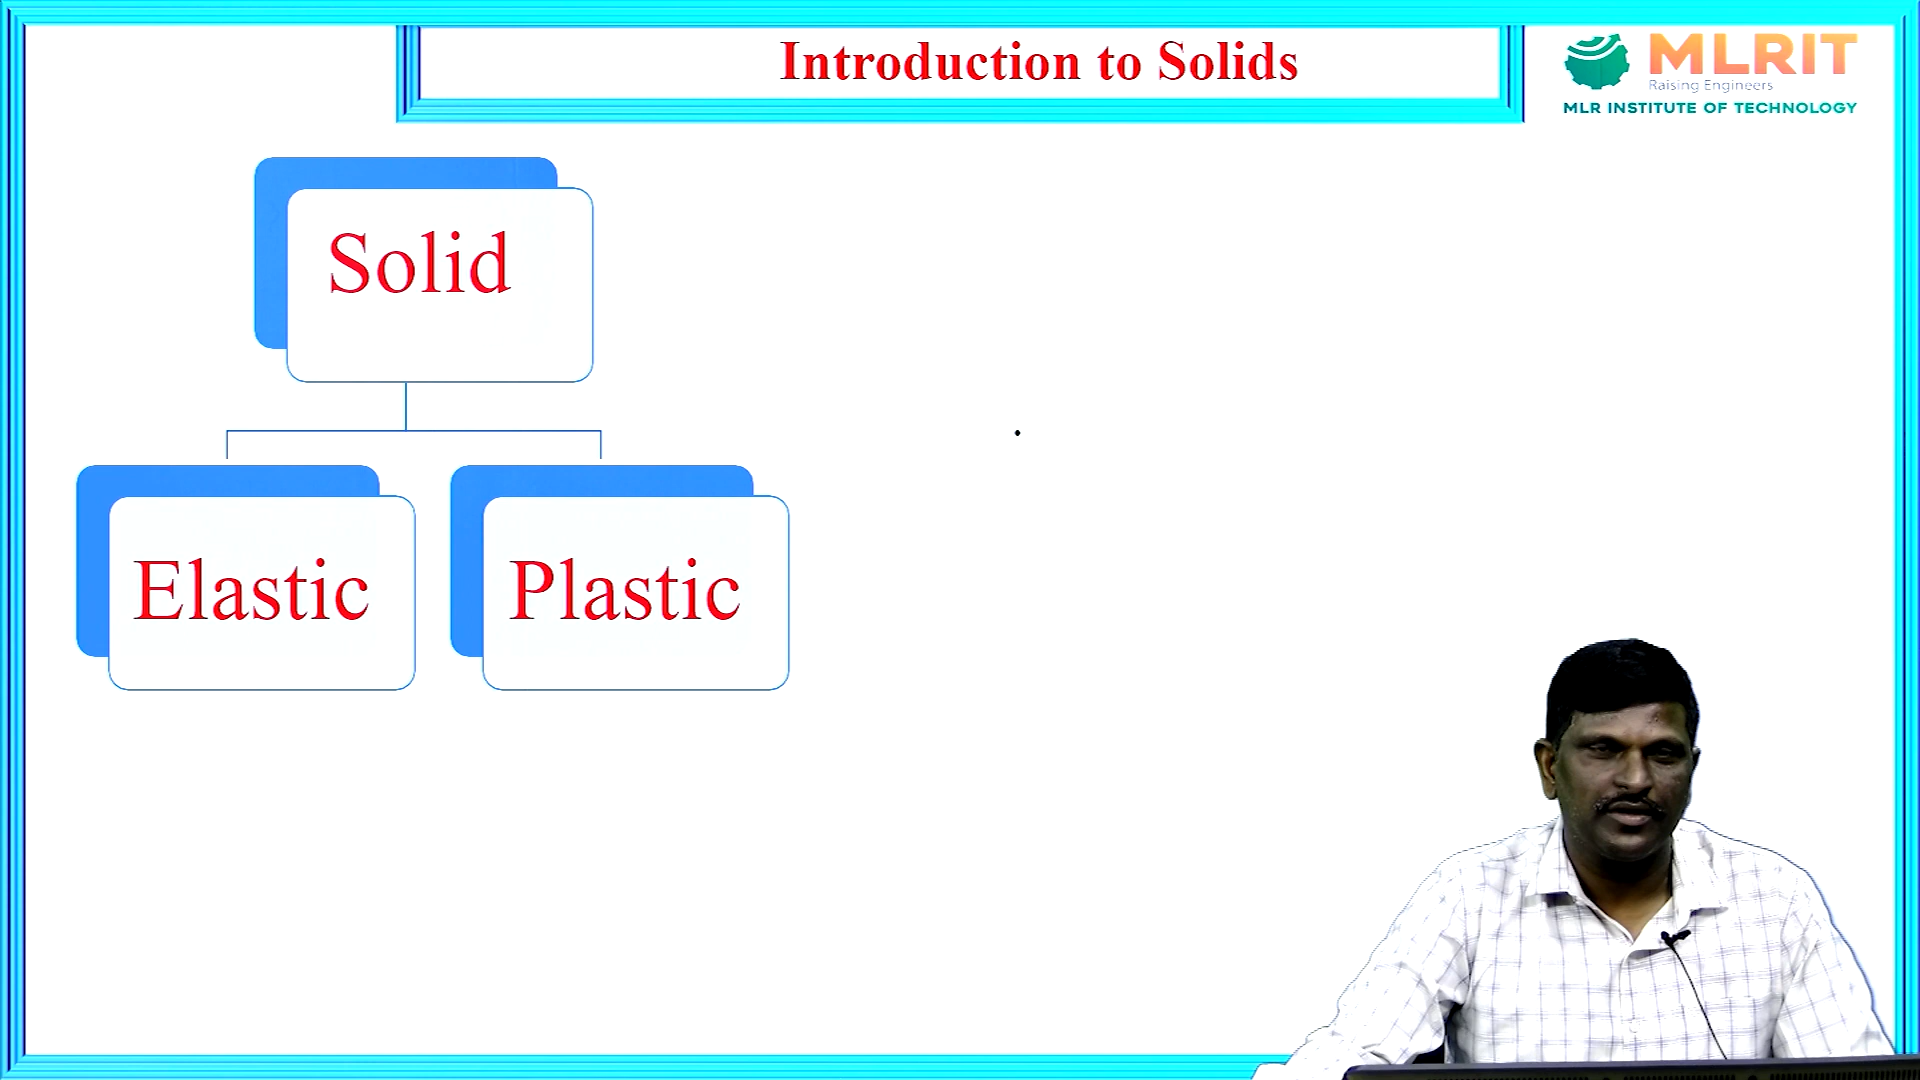 Introduction to Solids
MLRIT
Raising Engineers
MLR INSTITUTE OF TECHNOLOGY
Solid
Elastic
Plastic